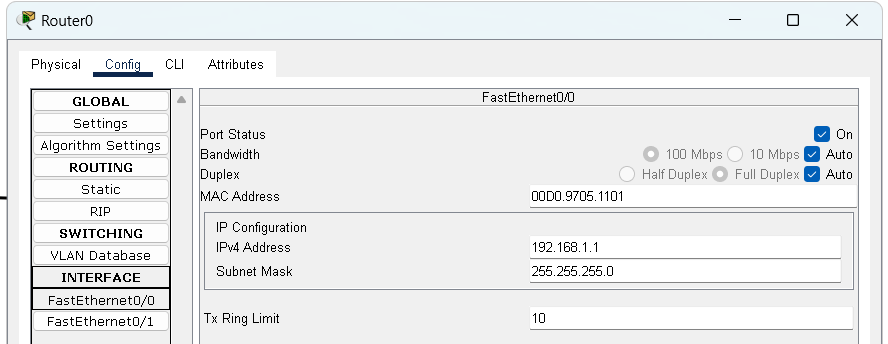 Router0
Physical Config CLI Attributes
GLOBAL
Settings
Algorithm Settings
ROUTING
Static
RIP
SWITCHING
VLAN Database
INTERFACE
FastEthernet0/0
FastEthernet0/1
FastEthernet0/0
Port Status On
Bandwidth 100 Mbps 10 Mbps Auto
Duplex Half Duplex Full Duplex Auto
MAC Address 00D0.9705.1101
IP Configuration
IPv4 Address 192.168.1.1
Subnet Mask 255.255.255.0
Tx Ring Limit 10